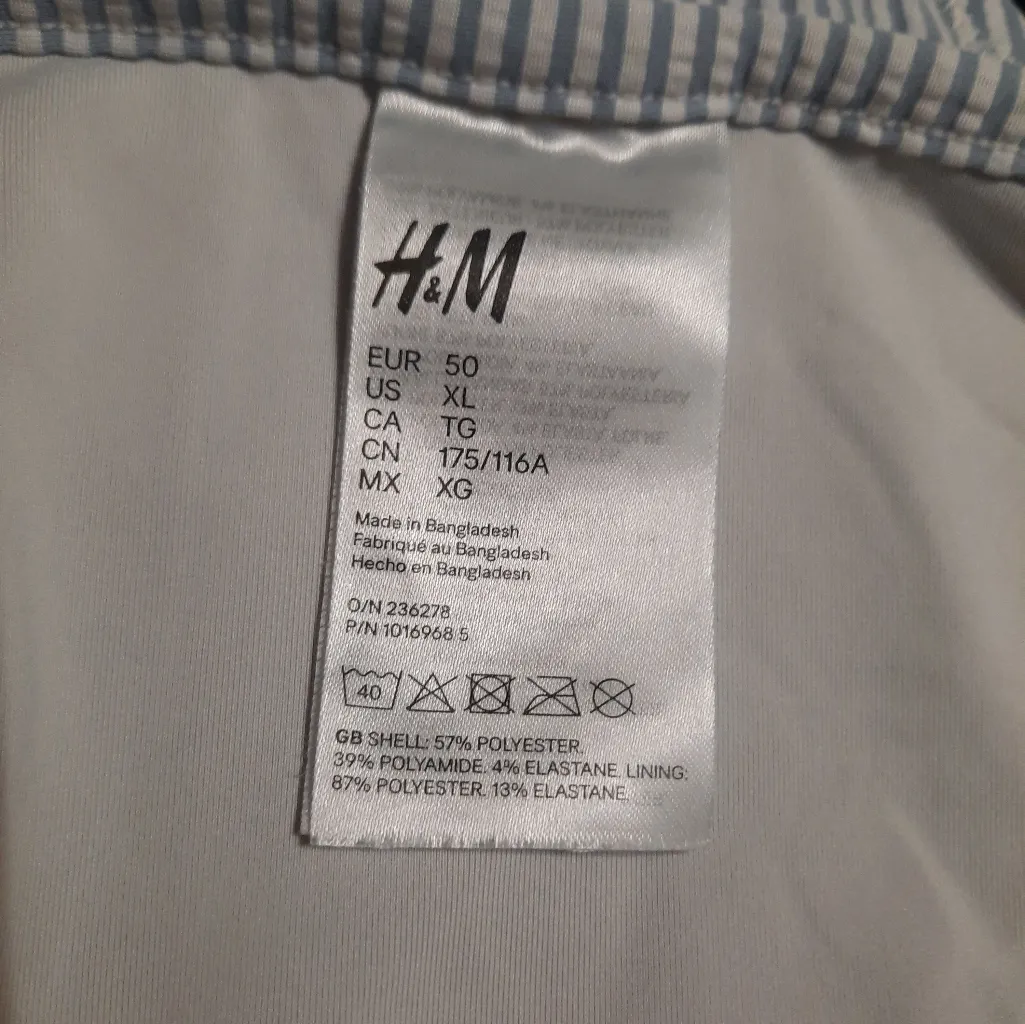 H&M
EUR 50
US XL
CA TG
CN 175/116A
MX XG
Made in Bangladesh
Fabriqué au Bangladesh
Hecho en Bangladesh
O/N 236278
P/N 1016968 5
40
GB SHELL: 57% POLYESTER.
39% POLYAMIDE. 4% ELASTANE. LINING:
87% POLYESTER. 13% ELASTANE.